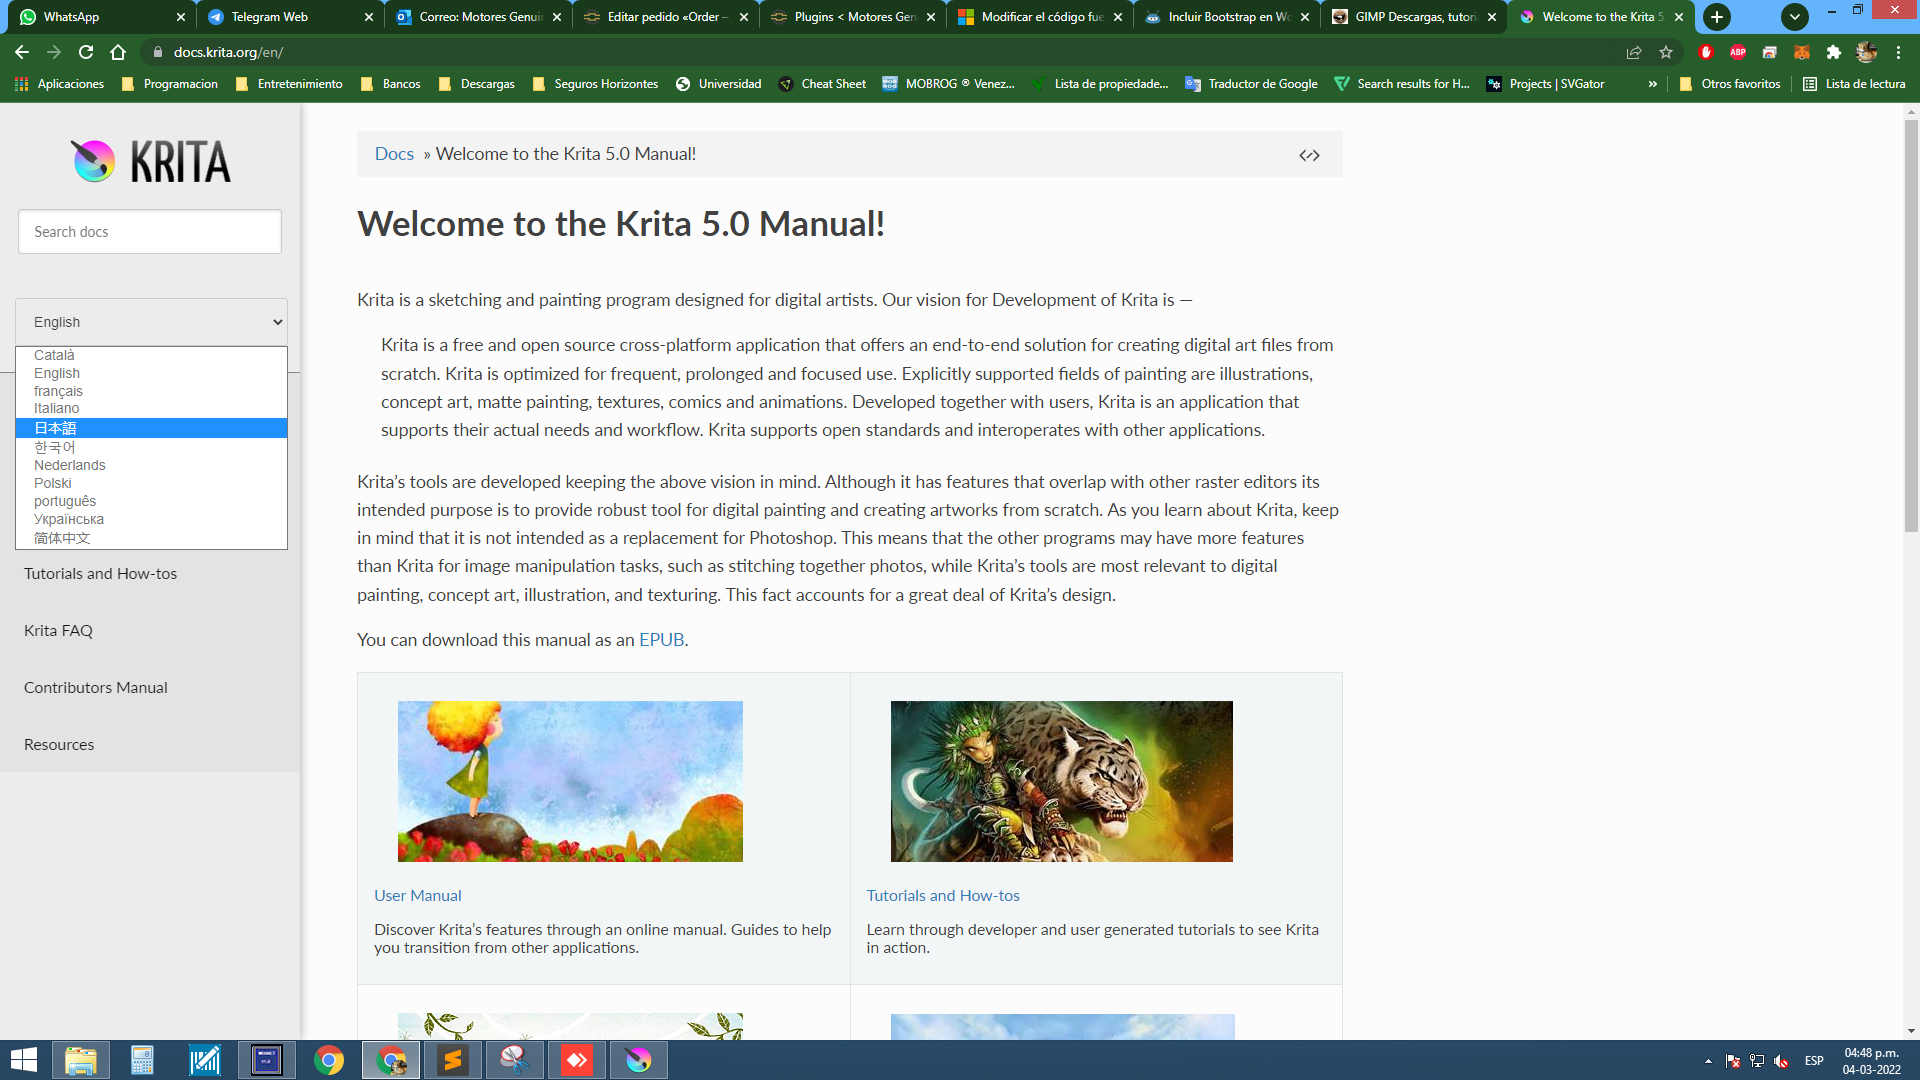 WhatsApp
Telegram Web
Correo: Motores Genuin
Editar pedido «Order –
Plugins < Motores Gen
Modificar el código fue
Incluir Bootstrap en Wo
GIMP Descargas, tutori
Welcome to the Krita 5.
docs.krita.org/en/
ABP
Aplicaciones
Programacion
Entretenimiento
Bancos
Descargas
Seguros Horizontes
Universidad
Cheat Sheet
MOBROG ® Venez...
Lista de propiedade...
Traductor de Google
Search results for H...
Projects | SVGator
»
Otros favoritos
Lista de lectura
KRITA
Search docs
English
Català
English
français
Italiano
日本語
한국어
Nederlands
Polski
português
Українська
简体中文
Tutorials and How-tos
Krita FAQ
Contributors Manual
Resources
Docs » Welcome to the Krita 5.0 Manual!
Welcome to the Krita 5.0 Manual!
Krita is a sketching and painting program designed for digital artists. Our vision for Development of Krita is —
Krita is a free and open source cross-platform application that offers an end-to-end solution for creating digital art files from
scratch. Krita is optimized for frequent, prolonged and focused use. Explicitly supported fields of painting are illustrations,
concept art, matte painting, textures, comics and animations. Developed together with users, Krita is an application that
supports their actual needs and workflow. Krita supports open standards and interoperates with other applications.
Krita’s tools are developed keeping the above vision in mind. Although it has features that overlap with other raster editors its
intended purpose is to provide robust tool for digital painting and creating artworks from scratch. As you learn about Krita, keep
in mind that it is not intended as a replacement for Photoshop. This means that the other programs may have more features
than Krita for image manipulation tasks, such as stitching together photos, while Krita’s tools are most relevant to digital
painting, concept art, illustration, and texturing. This fact accounts for a great deal of Krita’s design.
You can download this manual as an EPUB.
User Manual
Discover Krita’s features through an online manual. Guides to help
you transition from other applications.
Tutorials and How-tos
Learn through developer and user generated tutorials to see Krita
in action.
ESP
04:48 p.m.
04-03-2022